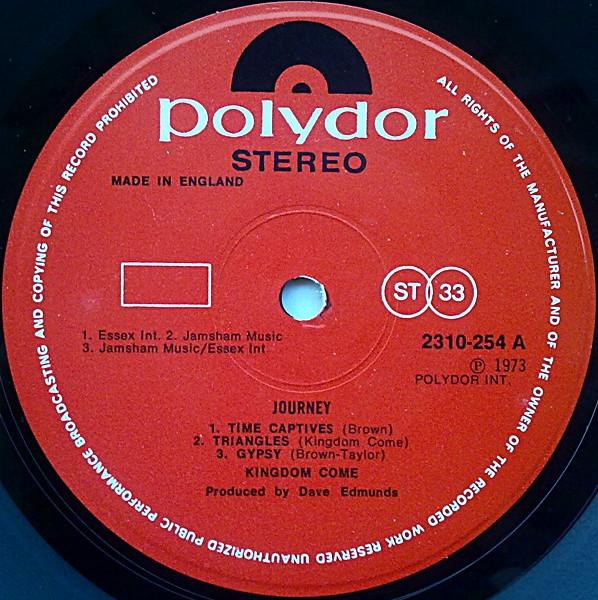 polydor
STEREO
MADE IN ENGLAND
ST 33
1. Essex Int. 2. Jamsham Music
3. Jamsham Music/Essex Int
2310-254 A
Ⓟ 1973
POLYDOR INT.
JOURNEY
1. TIME CAPTIVES (Brown)
2. TRIANGLES (Kingdom Come)
3. GYPSY (Brown-Taylor)
KINGDOM COME
Produced by Dave Edmunds
ALL RIGHTS OF THE MANUFACTURER AND OF THE OWNER OF THE RECORDED WORK RESERVED UNAUTHORIZED PUBLIC PERFORMANCE BROADCASTING AND COPYING OF THIS RECORD PROHIBITED